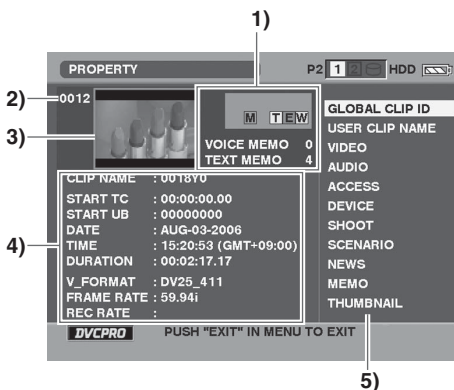 1)
PROPERTY
P2 1 2 HDD
2)
0012
3)
M T E W
VOICE MEMO 0
TEXT MEMO 4
4)
CLIP NAME : 0018Y0
START TC : 00:00:00.00
START UB : 00000000
DATE : AUG-03-2006
TIME : 15:20:53 (GMT+09:00)
DURATION : 00:02:17.17
V_FORMAT : DV25_411
FRAME RATE : 59.94i
REC RATE :
GLOBAL CLIP ID
USER CLIP NAME
VIDEO
AUDIO
ACCESS
DEVICE
SHOOT
SCENARIO
NEWS
MEMO
THUMBNAIL
DVCPRO PUSH "EXIT" IN MENU TO EXIT
5)